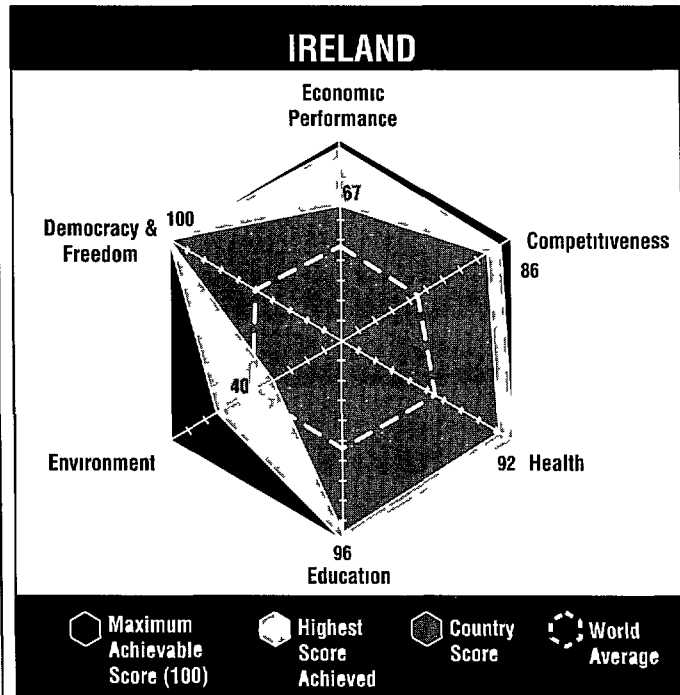 IRELAND
Economic
Performance
67
100
Democracy &
Freedom
Competitiveness
86
40
Environment
92 Health
96
Education
Maximum
Achievable
Score (100)
Highest
Score
Achieved
Country
Score
World
Average